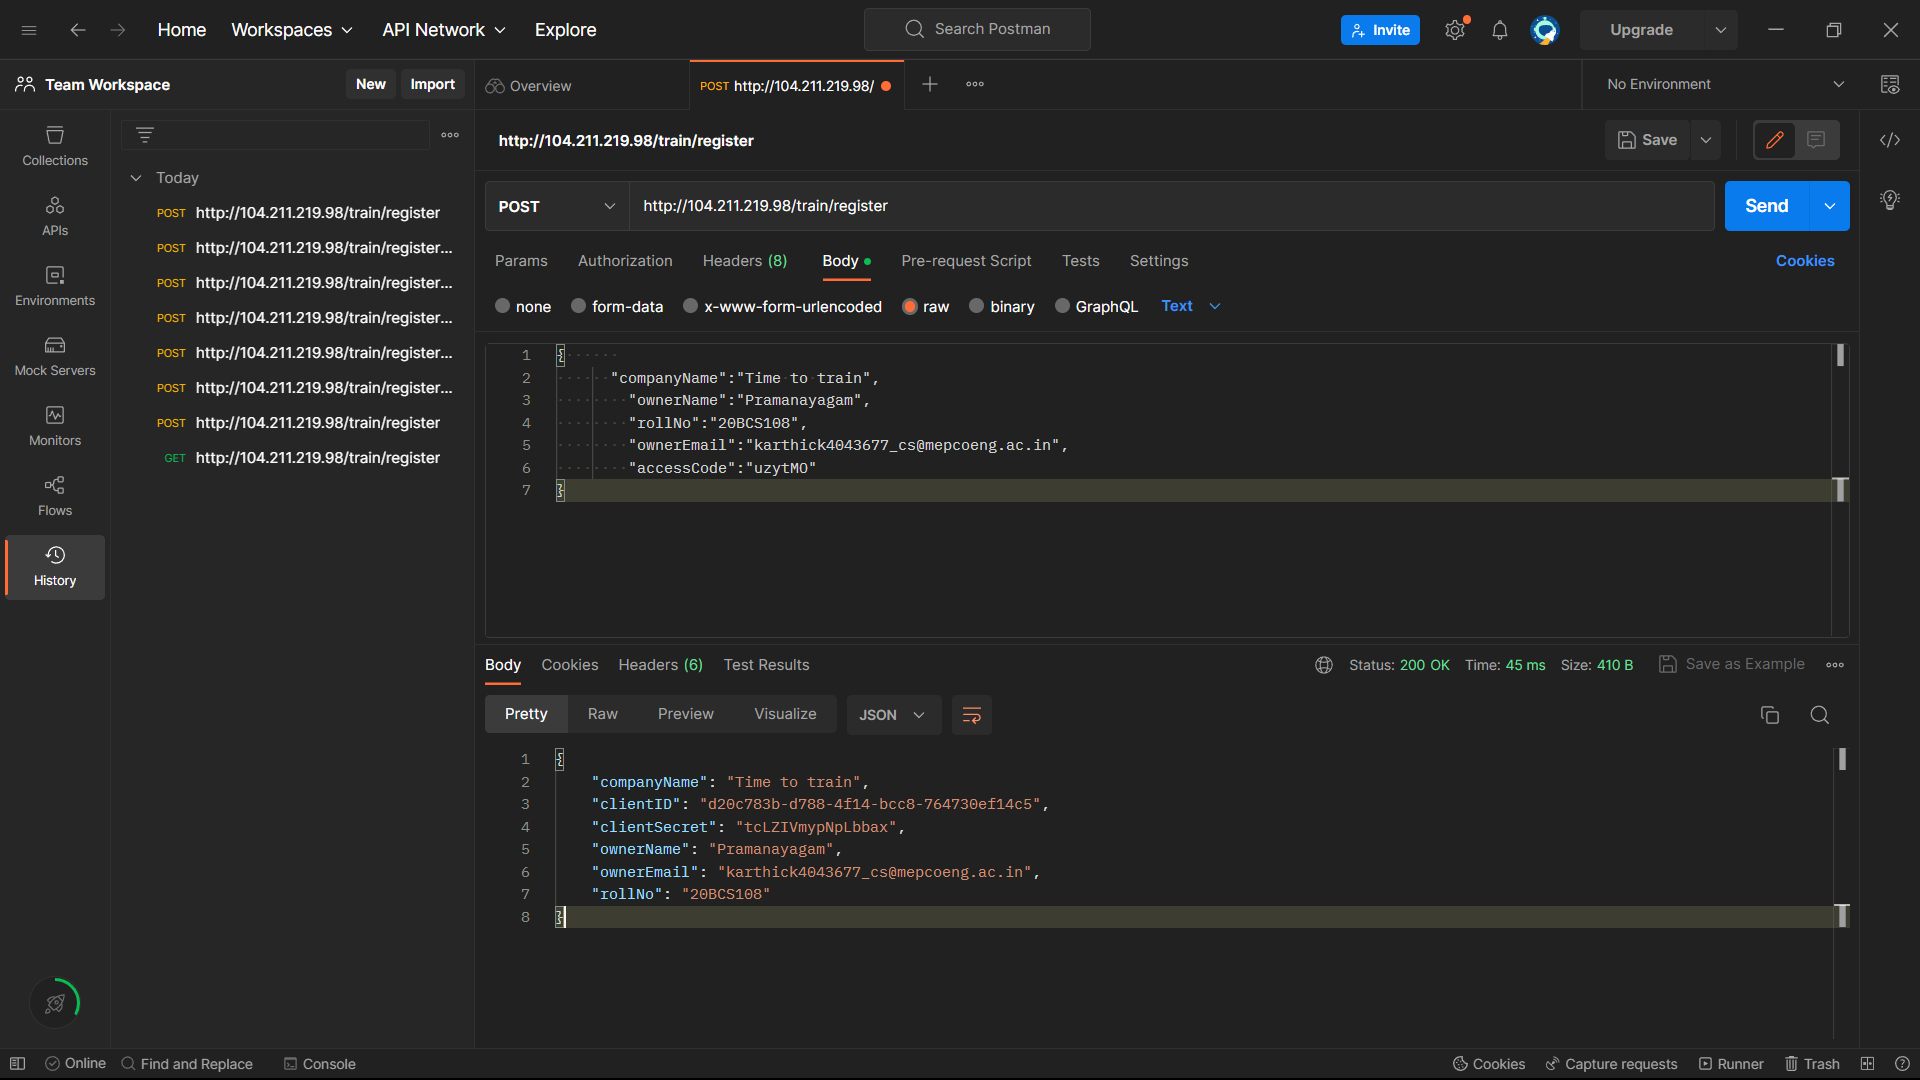 Home Workspaces API Network Explore Search Postman Invite Upgrade
Team Workspace New Import Overview POST http://104.211.219.98/ No Environment
http://104.211.219.98/train/register Save
Collections
APIs
Environments
Mock Servers
Monitors
Flows
History
Today
POST http://104.211.219.98/train/register
POST http://104.211.219.98/train/register...
POST http://104.211.219.98/train/register...
POST http://104.211.219.98/train/register...
POST http://104.211.219.98/train/register...
POST http://104.211.219.98/train/register...
POST http://104.211.219.98/train/register
GET http://104.211.219.98/train/register
POST http://104.211.219.98/train/register Send
Params Authorization Headers (8) Body Pre-request Script Tests Settings Cookies
none form-data x-www-form-urlencoded raw binary GraphQL Text
1 {
2 "companyName":"Time to train",
3 "ownerName":"Pramanayagam",
4 "rollNo":"20BCS108",
5 "ownerEmail":"karthick4043677_cs@mepcoeng.ac.in",
6 "accessCode":"uzytMO"
7 }
Body Cookies Headers (6) Test Results Status: 200 OK Time: 45 ms Size: 410 B Save as Example
Pretty Raw Preview Visualize JSON
1 {
2 "companyName": "Time to train",
3 "clientID": "d20c783b-d788-4f14-bcc8-764730ef14c5",
4 "clientSecret": "tcLZIVmypNpLbbax",
5 "ownerName": "Pramanayagam",
6 "ownerEmail": "karthick4043677_cs@mepcoeng.ac.in",
7 "rollNo": "20BCS108"
8 }
Online Find and Replace Console Cookies Capture requests Runner Trash